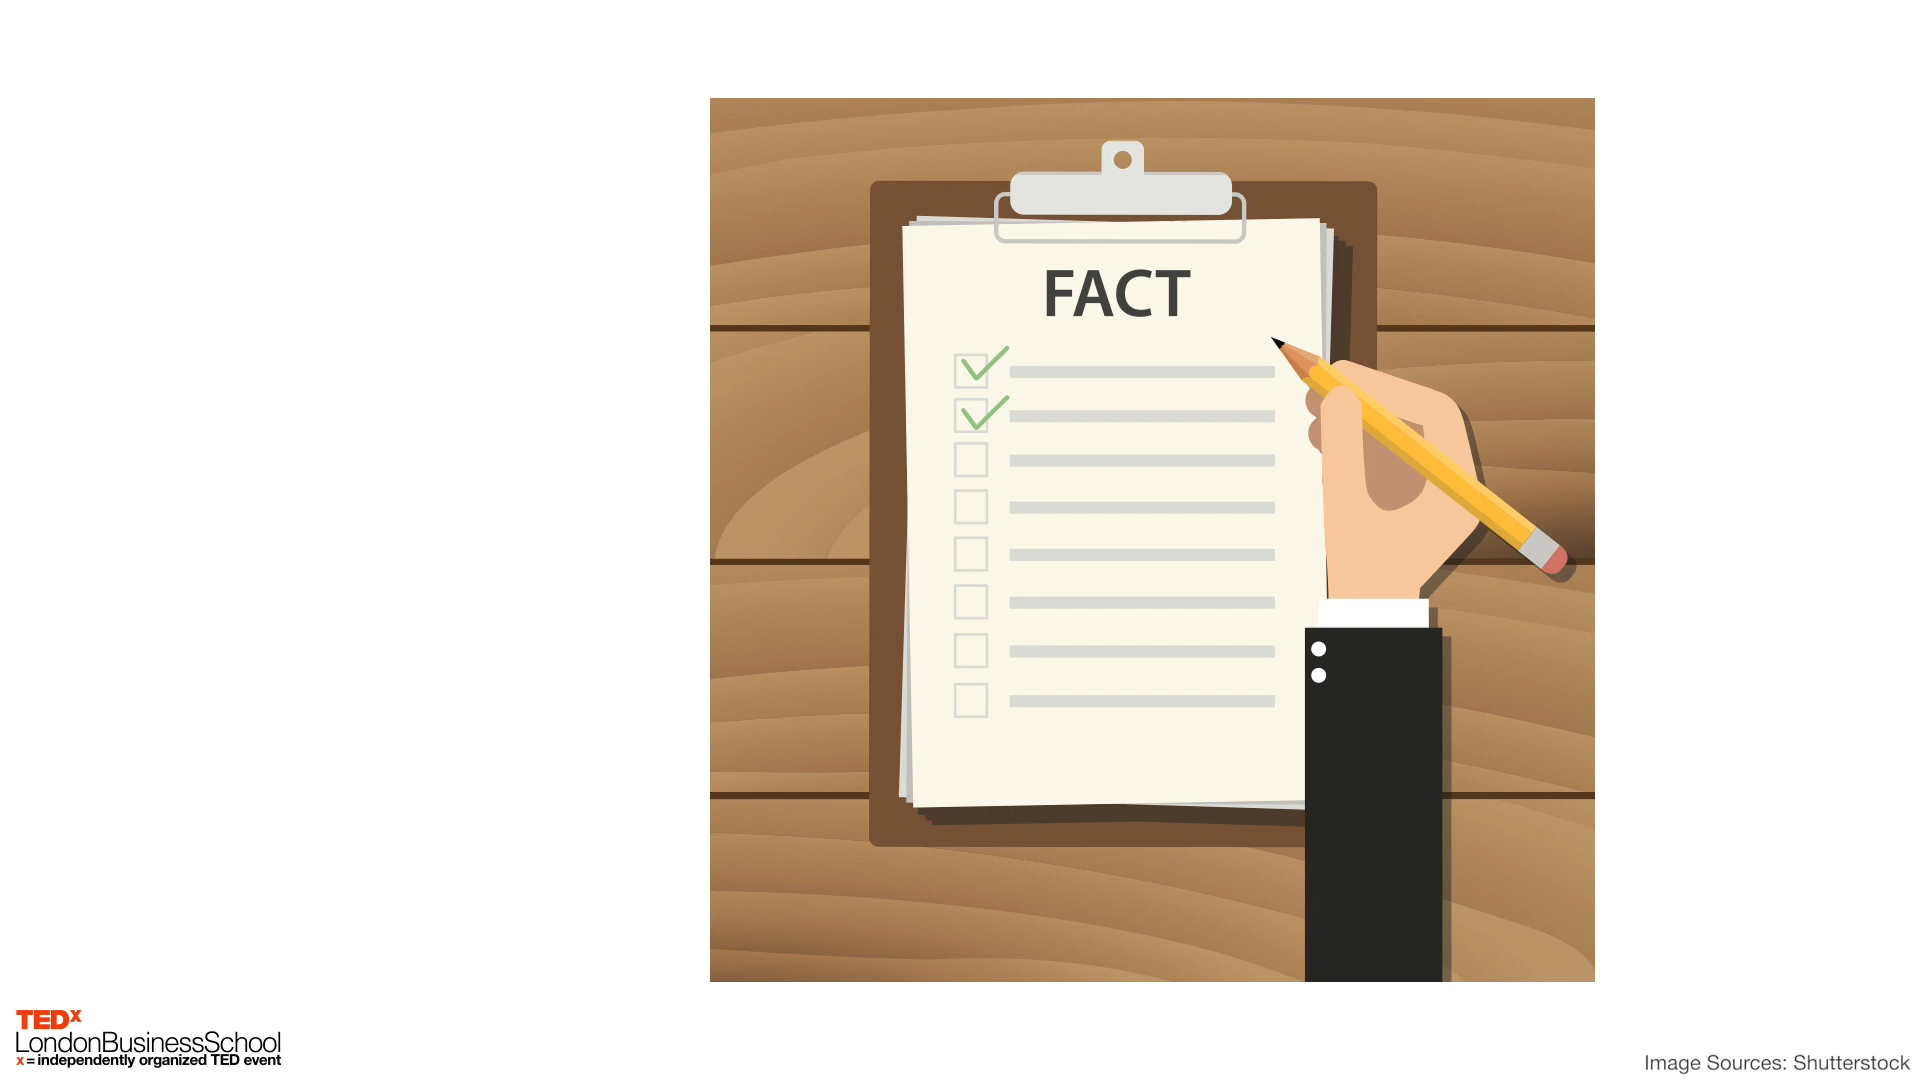 FACT
TEDx
LondonBusinessSchool
x = independently organized TED event
Image Sources: Shutterstock